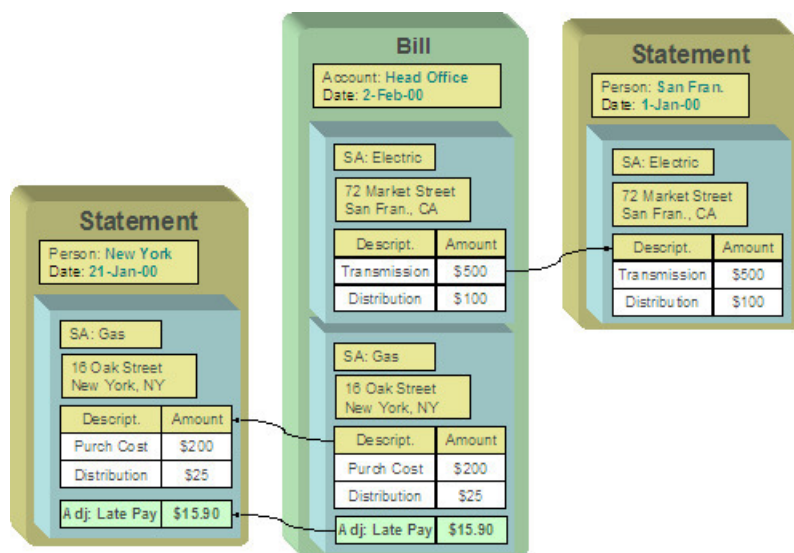 Bill
Account: Head Office
Date: 2-Feb-00
SA: Electric
72 Market Street
San Fran., CA
Descript. Amount
Transmission $500
Distribution $100
SA: Gas
16 Oak Street
New York, NY
Descript. Amount
Purch Cost $200
Distribution $25
Adj: Late Pay $15.90
Statement
Person: San Fran.
Date: 1-Jan-00
SA: Electric
72 Market Street
San Fran., CA
Descript. Amount
Transmission $500
Distribution $100
Statement
Person: New York
Date: 21-Jan-00
SA: Gas
16 Oak Street
New York, NY
Descript. Amount
Purch Cost $200
Distribution $25
Adj: Late Pay $15.90